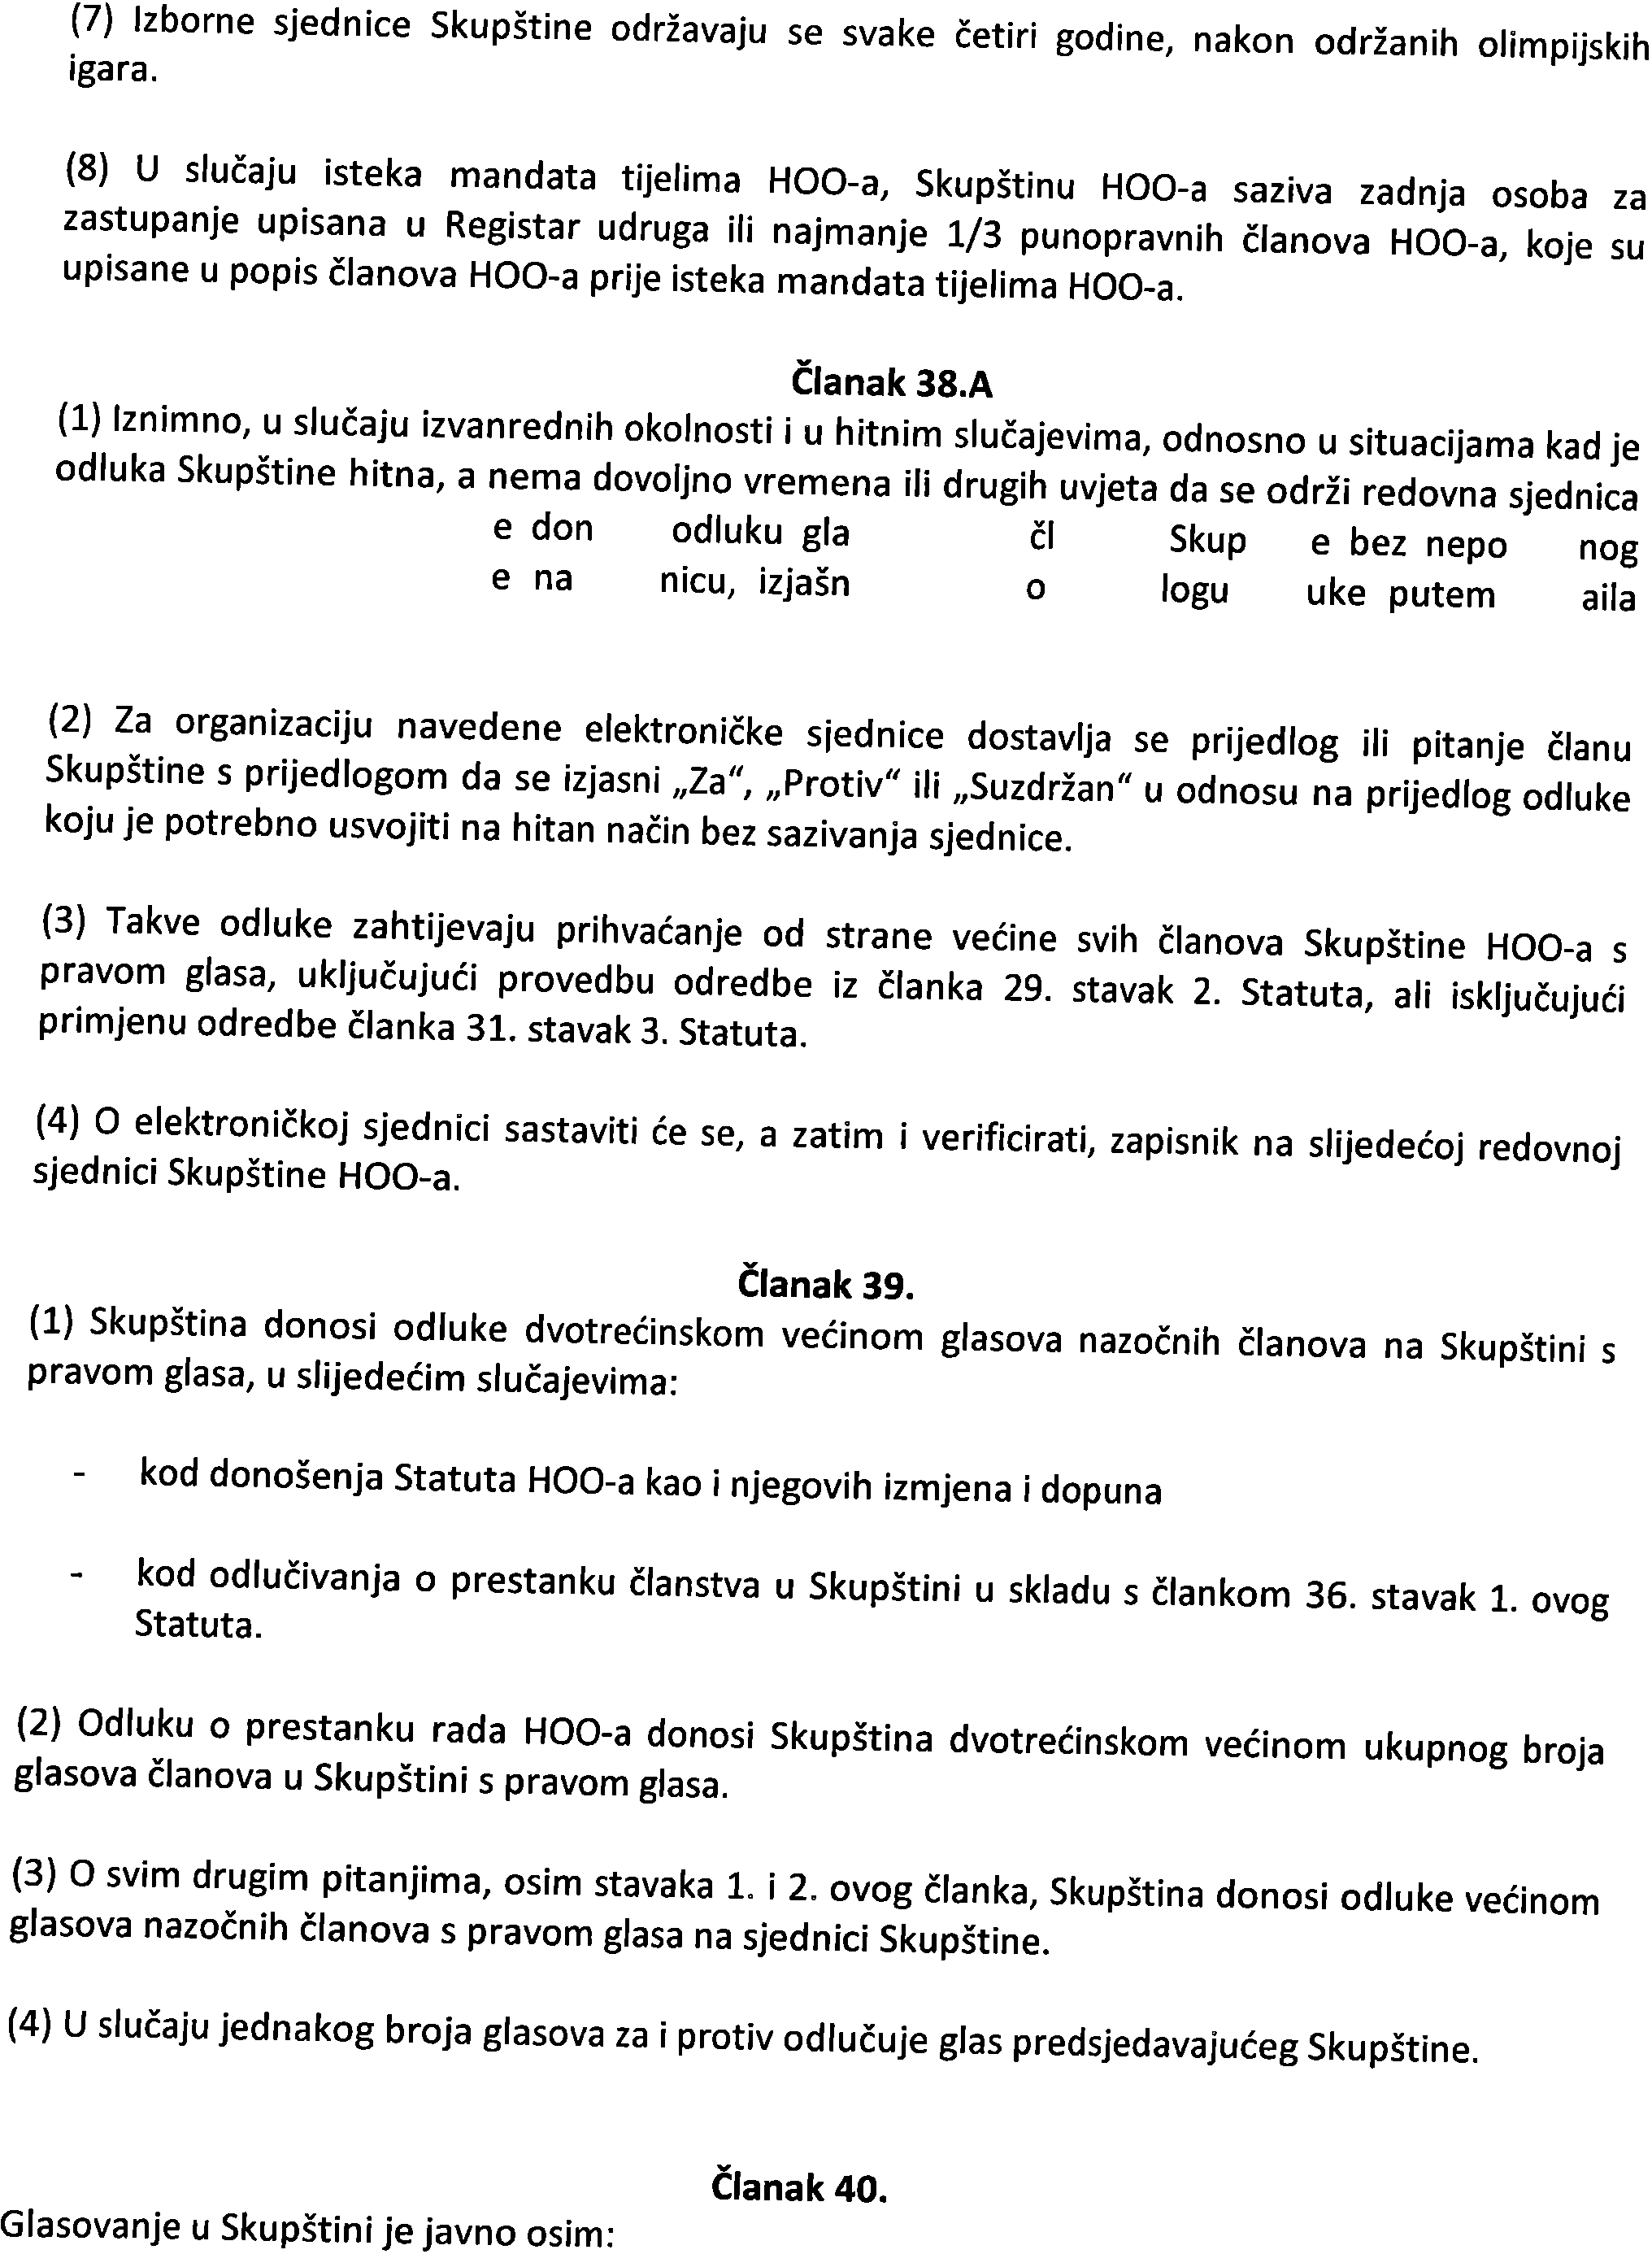 (7) Izborne sjednice Skupštine održavaju se svake četiri godine, nakon održanih olimpijskih
igara.
(8) U slučaju isteka mandata tijelima HOO-a, Skupštinu HOO-a saziva zadnja osoba za
zastupanje upisana u Registar udruga ili najmanje 1/3 punopravnih članova HOO-a, koje su
upisane u popis članova HOO-a prije isteka mandata tijelima HOO-a.
Članak 38.A
(1) Iznimno, u slučaju izvanrednih okolnosti i u hitnim slučajevima, odnosno u situacijama kad je
odluka Skupštine hitna, a nema dovoljno vremena ili drugih uvjeta da se održi redovna sjednica
e don odluku gla čl Skup e bez nepo nog
e na nicu, izjašn o logu uke putem aila
(2) Za organizaciju navedene elektroničke sjednice dostavlja se prijedlog ili pitanje članu
Skupštine s prijedlogom da se izjasni „Za“, „Protiv“ ili „Suzdržan“ u odnosu na prijedlog odluke
koju je potrebno usvojiti na hitan način bez sazivanja sjednice.
(3) Takve odluke zahtijevaju prihvaćanje od strane većine svih članova Skupštine HOO-a s
pravom glasa, uključujući provedbu odredbe iz članka 29. stavak 2. Statuta, ali isključujući
primjenu odredbe članka 31. stavak 3. Statuta.
(4) O elektroničkoj sjednici sastaviti će se, a zatim i verificirati, zapisnik na slijedećoj redovnoj
sjednici Skupštine HOO-a.
Članak 39.
(1) Skupština donosi odluke dvotrećinskom većinom glasova nazočnih članova na Skupštini s
pravom glasa, u slijedećim slučajevima:
- kod donošenja Statuta HOO-a kao i njegovih izmjena i dopuna
- kod odlučivanja o prestanku članstva u Skupštini u skladu s člankom 36. stavak 1. ovog
Statuta.
(2) Odluku o prestanku rada HOO-a donosi Skupština dvotrećinskom većinom ukupnog broja
glasova članova u Skupštini s pravom glasa.
(3) O svim drugim pitanjima, osim stavaka 1. i 2. ovog članka, Skupština donosi odluke većinom
glasova nazočnih članova s pravom glasa na sjednici Skupštine.
(4) U slučaju jednakog broja glasova za i protiv odlučuje glas predsjedavajućeg Skupštine.
Članak 40.
Glasovanje u Skupštini je javno osim: